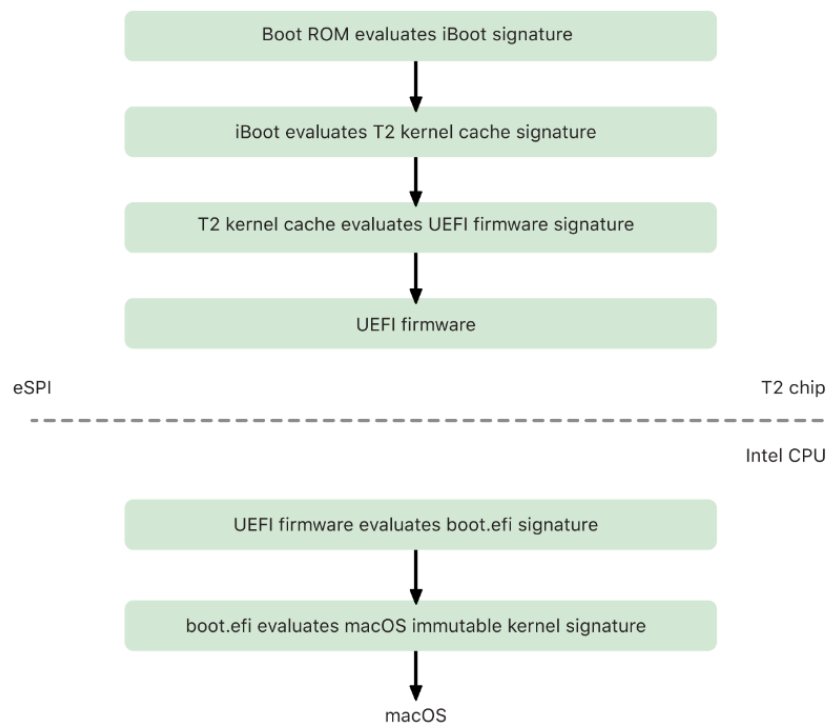 Boot ROM evaluates iBoot signature
iBoot evaluates T2 kernel cache signature
T2 kernel cache evaluates UEFI firmware signature
UEFI firmware
eSPI
T2 chip
Intel CPU
UEFI firmware evaluates boot.efi signature
boot.efi evaluates macOS immutable kernel signature
macOS